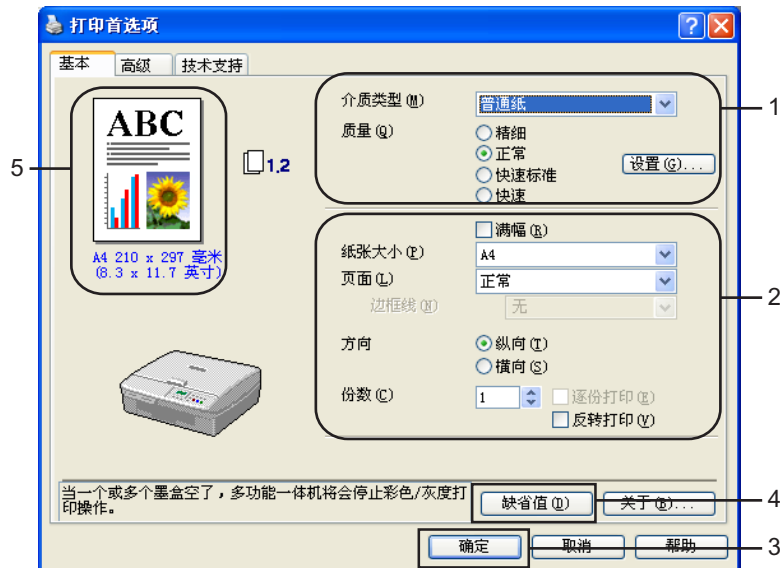 打印首选项
基本 高级 技术支持
ABC
1.2
A4 210 x 297 毫米
(8.3 x 11.7 英寸)
介质类型(M) 普通纸
质量(Q) 精细
正常
快速标准
快速
设置(G)...
满幅(R)
纸张大小(P) A4
页面(L) 正常
边框线(N) 无
方向 纵向(T)
横向(S)
份数(C) 1 逐份打印(E)
反转打印(V)
当一个或多个墨盒空了,多功能一体机将会停止彩色/灰度打
印操作。
缺省值(D) 关于(B)...
确定 取消 帮助
1
2
3
4
5